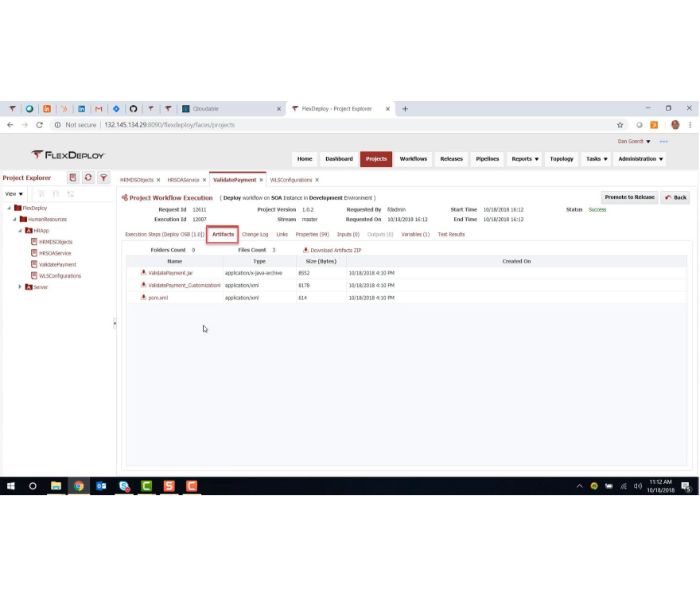 Cloudable
FlexDeploy - Project Explorer
Not secure | 132.145.134.29:8090/flexdeploy/faces/projects
Dan Goerdt
FLEXDEPLOY
Home Dashboard Projects Workflows Releases Pipelines Reports Topology Tasks Administration
Project Explorer
HRMDSObjects HRSOAService ValidatePayment WLSConfigurations
View
Project Workflow Execution ( Deploy workflow on SOA Instance in Development Environment )
Promote to Release Back
Request Id 12611 Project Version 1.0.2 Requested By fdadmin Start Time 10/18/2018 16:12 Status Success
Execution Id 12607 Stream master Requested On 10/18/2018 16:12 End Time 10/18/2018 16:12
Execution Steps (Deploy OSB [1.0]) Artifacts Change Log Links Properties (59) Inputs (0) Outputs (0) Variables (1) Test Results
Folders Count 0 Files Count 3 Download Artifacts ZIP
Name Type Size (Bytes) Created On
ValidatePayment.jar application/x-java-archive 8552 10/18/2018 4:10 PM
ValidatePayment_Customization application/xml 8178 10/18/2018 4:10 PM
pom.xml application/xml 614 10/18/2018 4:10 PM
FlexDeploy
HumanResources
HRApp
HRMDSObjects
HRSOAService
ValidatePayment
WLSConfigurations
Server
11:12 AM
10/18/2018